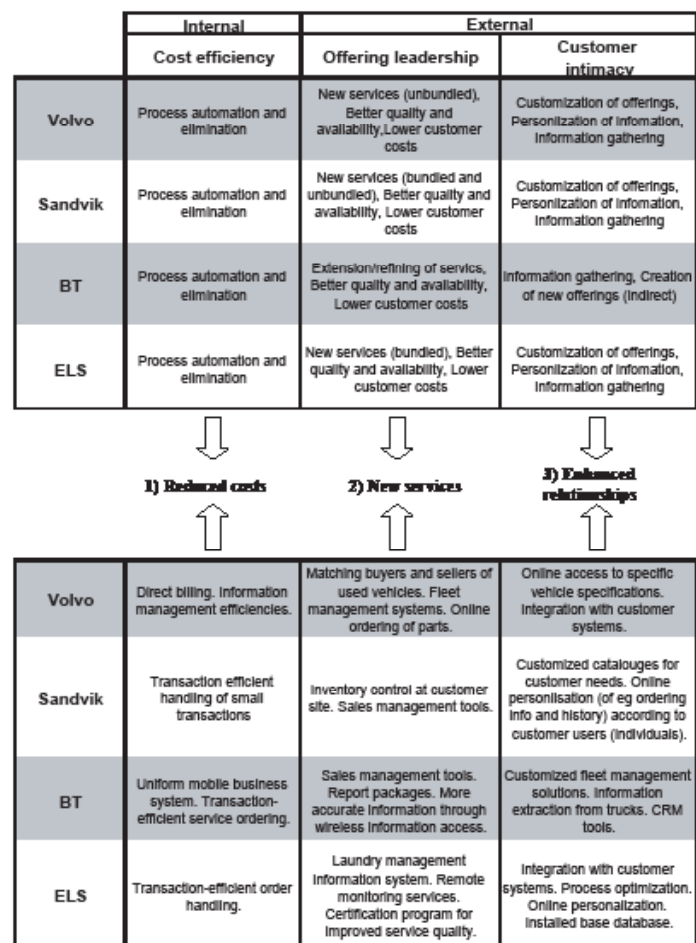 Internal External
Cost efficiency Offering leadership Customer
intimacy
Volvo
Process automation and
elimination
New services (unbundled),
Better quality and
availability,Lower customer
costs
Customization of offerings,
Personlization of Infomation,
Information gathering
Sandvik
Process automation and
elimination
New services (bundled and
unbundled), Better quality and
availability, Lower customer
costs
Customization of offerings,
Personlization of Infomation,
Information gathering
BT
Process automation and
elimination
Extension/refining of servics,
Better quality and availability,
Lower customer costs
Information gathering, Creation
of new offerings (Indirect)
ELS
Process automation and
elimination
New services (bundled), Better
quality and availability, Lower
customer costs
Customization of offerings,
Personlization of Infomation,
Information gathering
1) Reduced costs
2) New services
3) Enhanced
relationships
Volvo
Direct billing. Information
management efficiencies.
Matching buyers and sellers of
used vehicles. Fleet
management systems. Online
ordering of parts.
Online access to specific
vehicle specifications.
Integration with customer
systems.
Sandvik
Transaction efficient
handling of small
transactions
Inventory control at customer
site. Sales management tools.
Customized catalouges for
customer needs. Online
personilisation (of eg ordering
info and history) according to
customer users (individuals).
BT
Uniform mobile business
system. Transaction-
efficient service ordering.
Sales management tools.
Report packages. More
accurate information through
wireless information access.
Customized fleet management
solutions. Information
extraction from trucks. CRM
tools.
ELS
Transaction-efficient order
handling.
Laundry management
Information system. Remote
monitoring services.
Certification program for
improved service quality.
Integration with customer
systems. Process optimization.
Online personalization.
Installed base database.